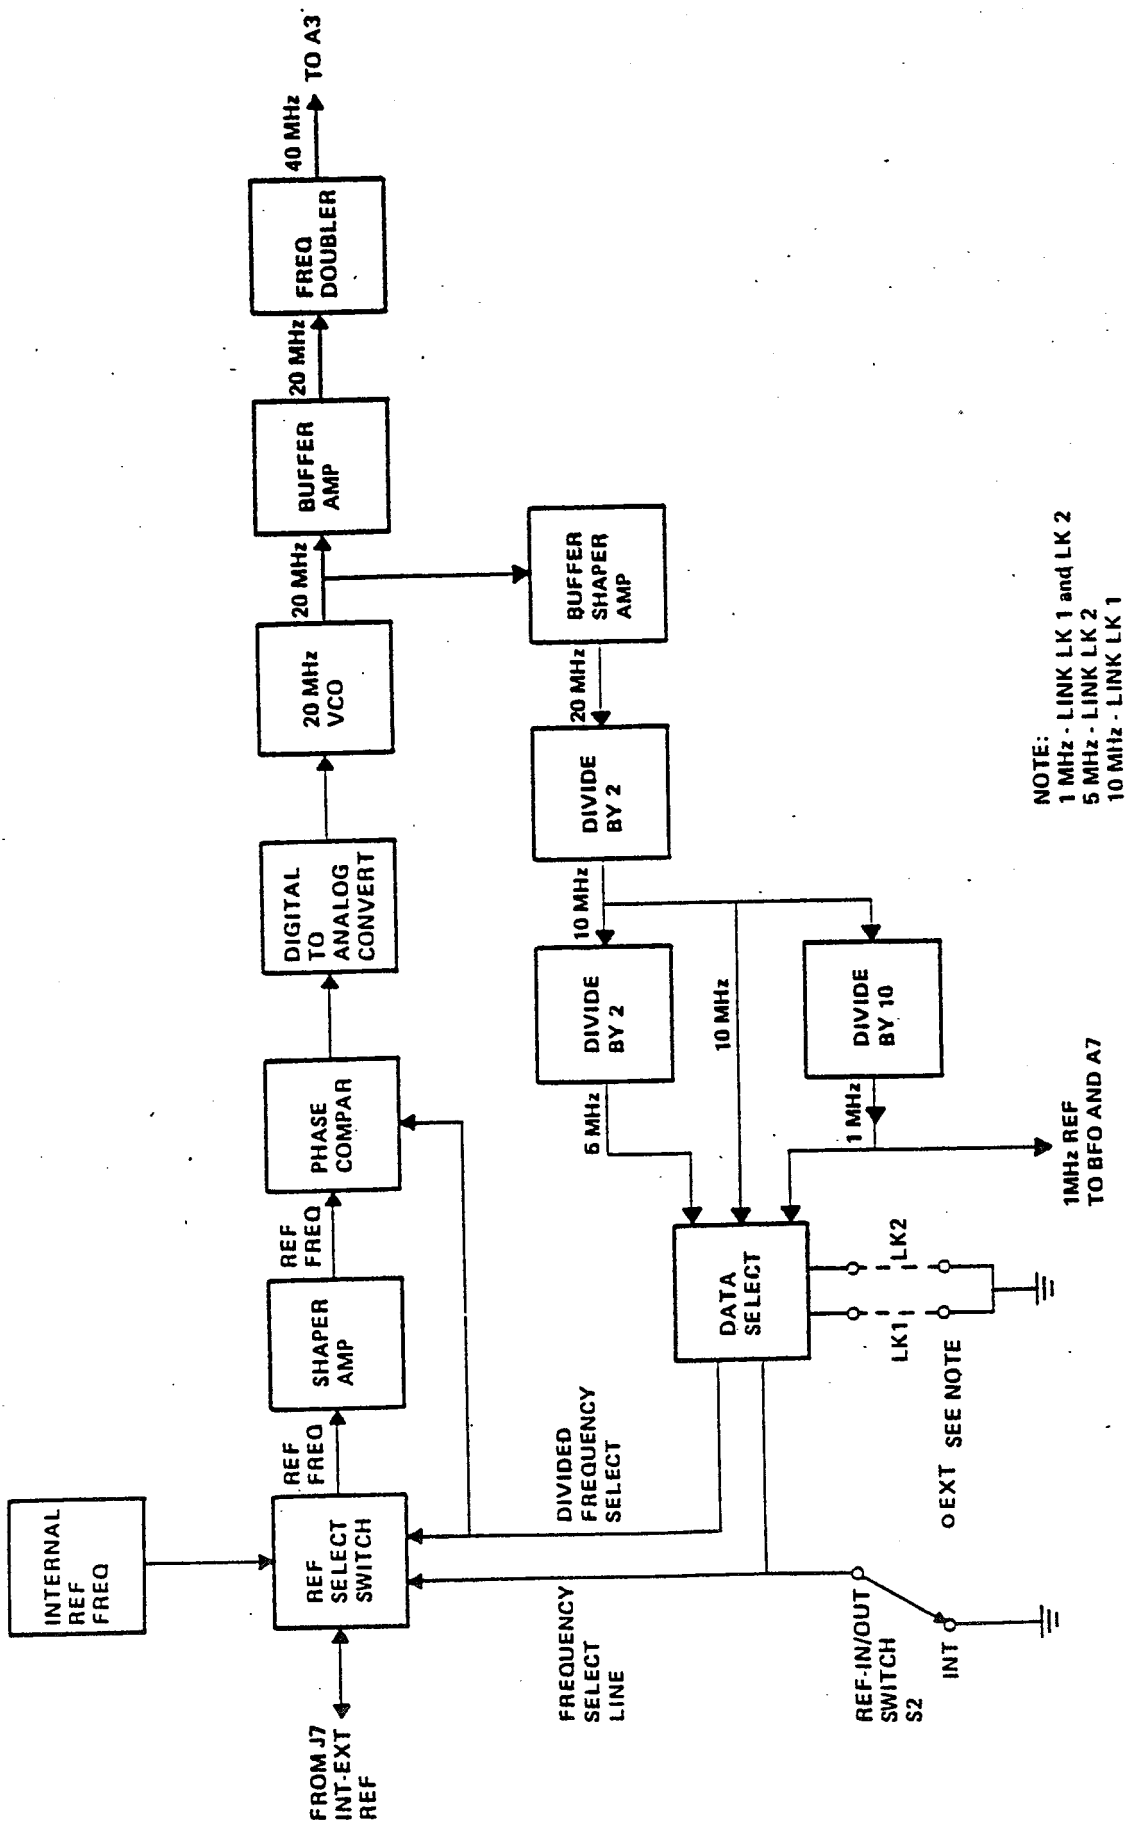 INTERNAL
REF
FREQ
FROM J7
INT-EXT
REF
REF
SELECT
SWITCH
REF
FREQ
SHAPER
AMP
REF
FREQ
PHASE
COMPAR
DIGITAL
TO
ANALOG
CONVERT
20 MHz
VCO
20 MHz
BUFFER
AMP
20 MHz
FREQ
DOUBLER
40 MHz
TO A3
BUFFER
SHAPER
AMP
20 MHz
DIVIDE
BY 2
10 MHz
DIVIDE
BY 2
5 MHz
10 MHz
DIVIDE
BY 10
1 MHz
1MHz REF
TO BFO AND A7
DATA
SELECT
LK1
LK2
DIVIDED
FREQUENCY
SELECT
FREQUENCY
SELECT
LINE
REF-IN/OUT
SWITCH
S2
INT
EXT SEE NOTE
NOTE:
1 MHz - LINK LK 1 and LK 2
5 MHz - LINK LK 2
10 MHz - LINK LK 1